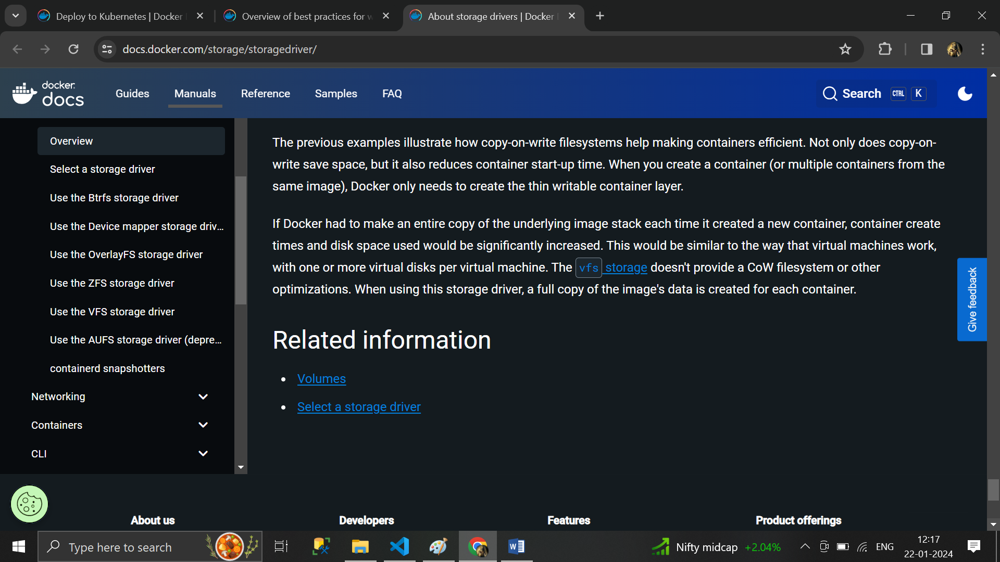 Deploy to Kubernetes | Docker
Overview of best practices for w
About storage drivers | Docker
docs.docker.com/storage/storagedriver/
docker
docs
Guides
Manuals
Reference
Samples
FAQ
Search
CTRL
K
Overview
Select a storage driver
Use the Btrfs storage driver
Use the Device mapper storage driv...
Use the OverlayFS storage driver
Use the ZFS storage driver
Use the VFS storage driver
Use the AUFS storage driver (depre...
containerd snapshotters
Networking
Containers
CLI
The previous examples illustrate how copy-on-write filesystems help making containers efficient. Not only does copy-on-
write save space, but it also reduces container start-up time. When you create a container (or multiple containers from the
same image), Docker only needs to create the thin writable container layer.
If Docker had to make an entire copy of the underlying image stack each time it created a new container, container create
times and disk space used would be significantly increased. This would be similar to the way that virtual machines work,
with one or more virtual disks per virtual machine. The vfs storage doesn't provide a CoW filesystem or other
optimizations. When using this storage driver, a full copy of the image's data is created for each container.
Related information
• Volumes
• Select a storage driver
Give feedback
About us
Developers
Features
Product offerings
Type here to search
Nifty midcap +2.04%
ENG
12:17
22-01-2024